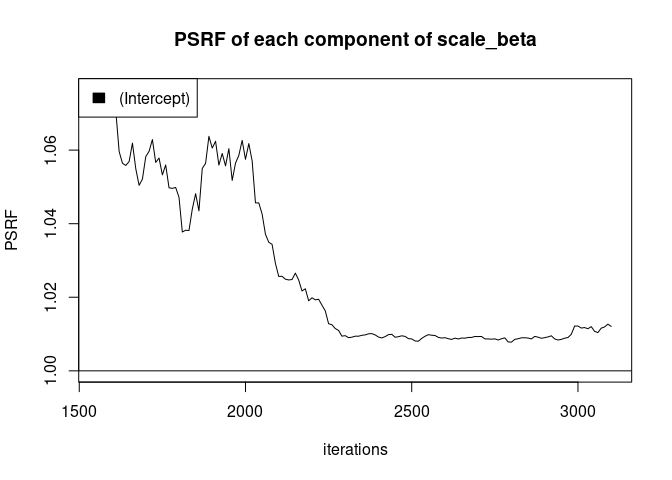 PSRF of each component of scale_beta
(Intercept)
PSRF
1.06
1.04
1.02
1.00
1500 2000 2500 3000
iterations